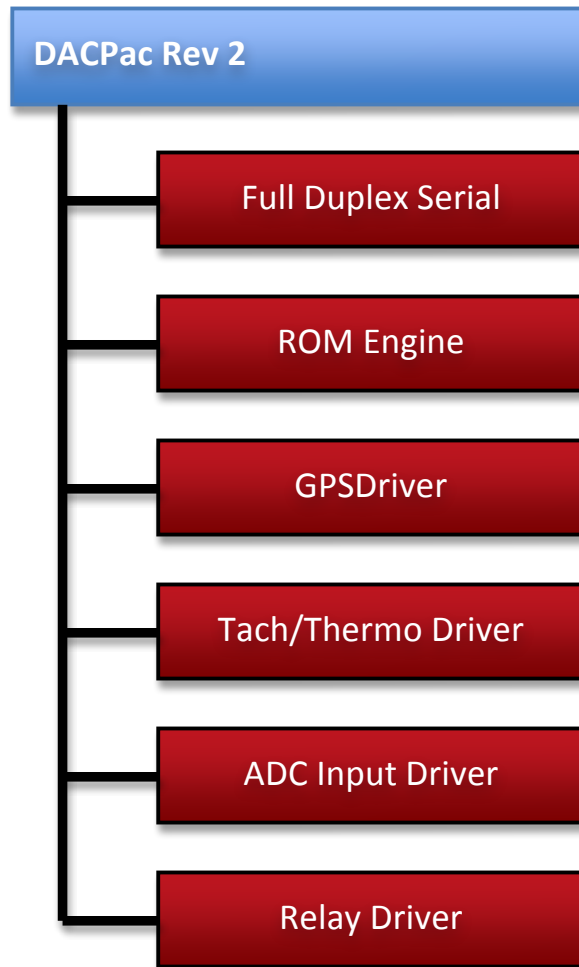 DACPac Rev 2
Full Duplex Serial
ROM Engine
GPSDriver
Tach/Thermo Driver
ADC Input Driver
Relay Driver